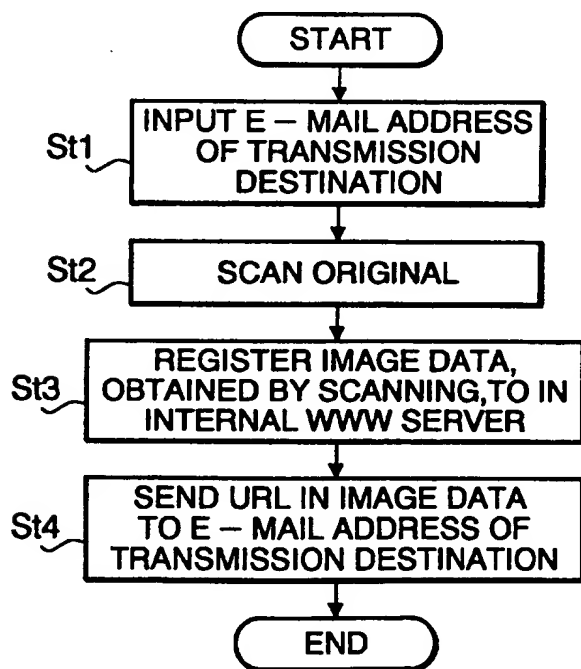 START
St1
INPUT E – MAIL ADDRESS
OF TRANSMISSION
DESTINATION
St2
SCAN ORIGINAL
St3
REGISTER IMAGE DATA,
OBTAINED BY SCANNING,TO IN
INTERNAL WWW SERVER
St4
SEND URL IN IMAGE DATA
TO E – MAIL ADDRESS OF
TRANSMISSION DESTINATION
END